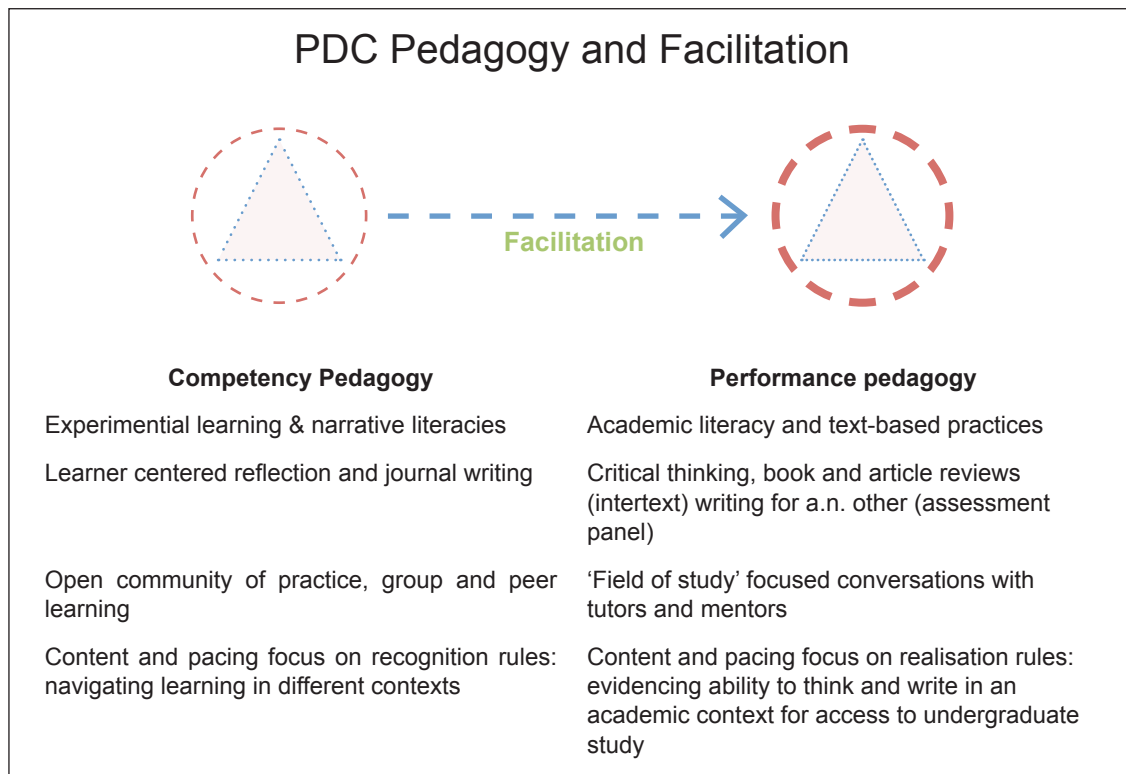 PDC Pedagogy and Facilitation
Facilitation
Competency Pedagogy
Experimental learning & narrative literacies
Learner centered reflection and journal writing
Open community of practice, group and peer
learning
Content and pacing focus on recognition rules:
navigating learning in different contexts
Performance pedagogy
Academic literacy and text-based practices
Critical thinking, book and article reviews
(intertext) writing for a.n. other (assessment
panel)
‘Field of study’ focused conversations with
tutors and mentors
Content and pacing focus on realisation rules:
evidencing ability to think and write in an
academic context for access to undergraduate
study